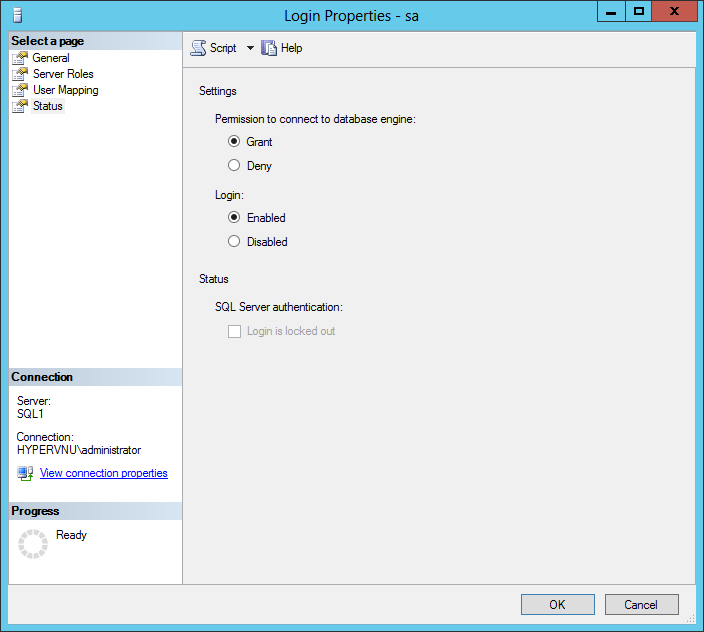 Login Properties - sa
Select a page
General
Server Roles
User Mapping
Status
Script
Help
Settings
Permission to connect to database engine:
Grant
Deny
Login:
Enabled
Disabled
Status
SQL Server authentication:
Login is locked out
Connection
Server:
SQL1
Connection:
HYPERVNU\administrator
View connection properties
Progress
Ready
OK
Cancel